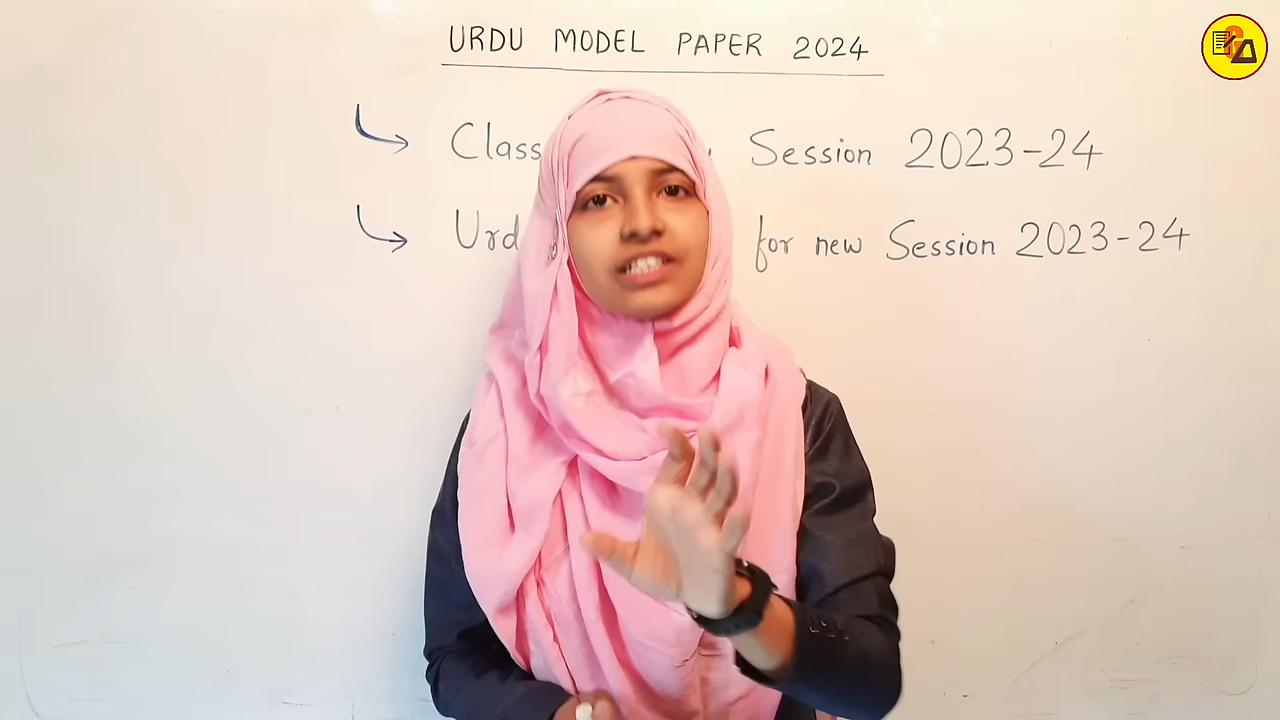 URDU MODEL PAPER 2024
Class Session 2023-24
Urd for new Session 2023-24